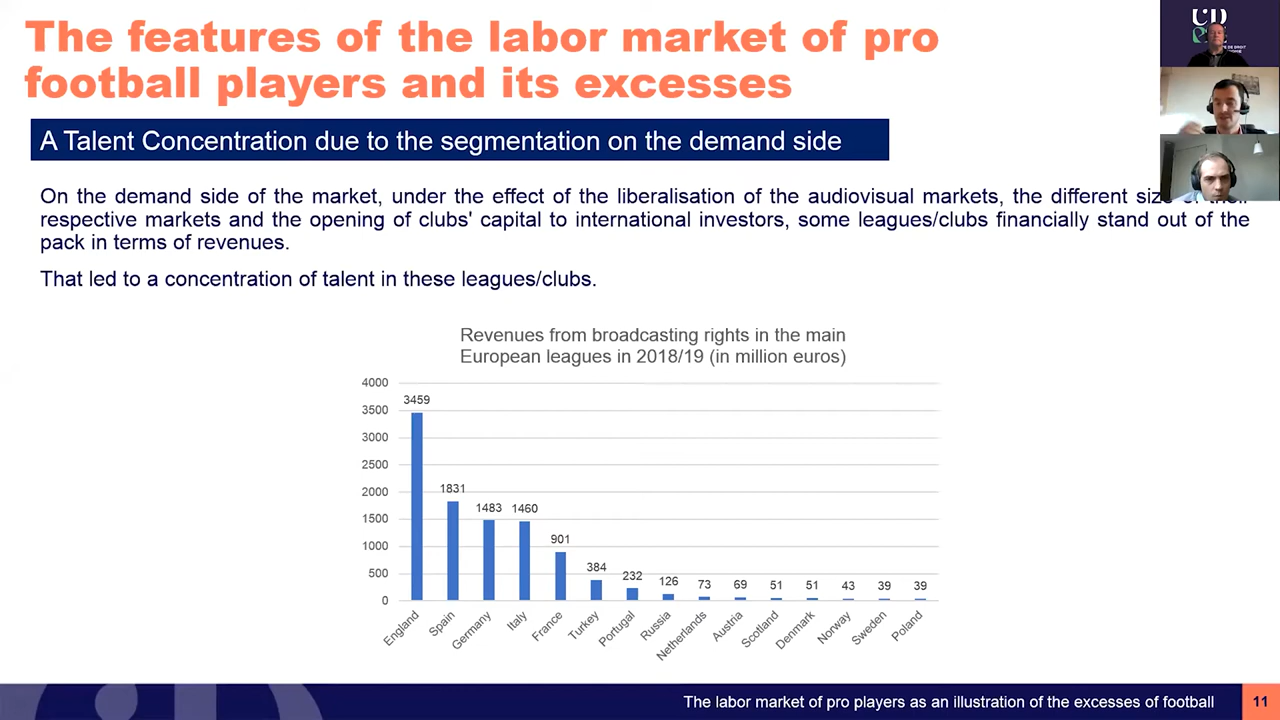 The features of the labor market of pro
football players and its excesses
A Talent Concentration due to the segmentation on the demand side
On the demand side of the market, under the effect of the liberalisation of the audiovisual markets, the different size of their
respective markets and the opening of clubs' capital to international investors, some leagues/clubs financially stand out of the
pack in terms of revenues.
That led to a concentration of talent in these leagues/clubs.
Revenues from broadcasting rights in the main
European leagues in 2018/19 (in million euros)
4000
3500
3000
2500
2000
1500
1000
500
0
3459
1831
1483
1460
901
384
232
126
73
69
51
51
43
39
39
England
Spain
Germany
Italy
France
Turkey
Portugal
Russia
Netherlands
Austria
Scotland
Denmark
Norway
Sweden
Poland
The labor market of pro players as an illustration of the excesses of football
11